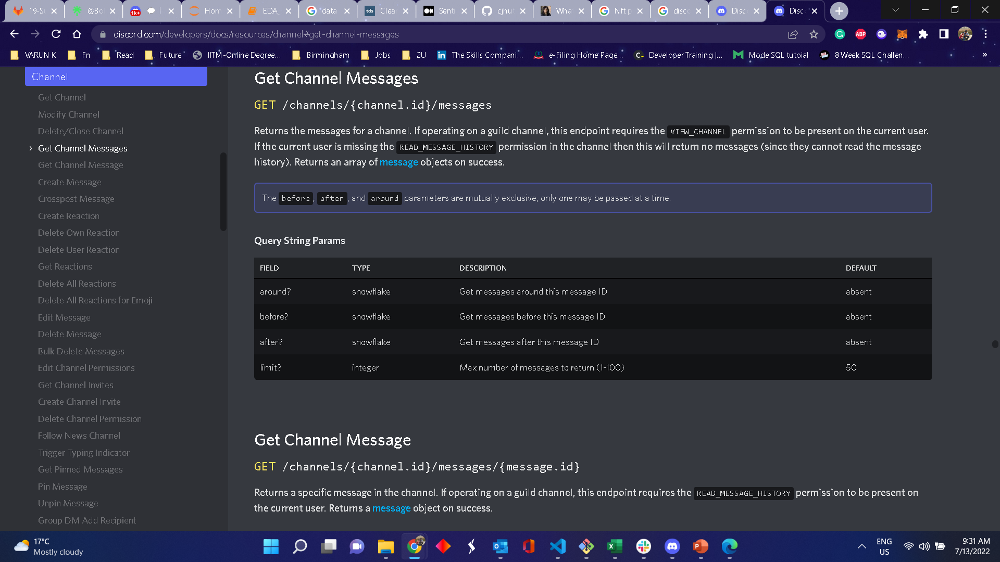 19-Su
@Bo
Hom
EDA_
"data
Clear
Senti
cjhut
What
Nft p
disco
Disco
Disco
discord.com/developers/docs/resources/channel#get-channel-messages
VARUN K
Fn
Read
Future
IITM-Online Degree...
Birmingham
Jobs
2U
The Skills Compani...
e-Filing Home Page...
Developer Training |...
Mode SQL tutoial
8 Week SQL Challen...
»
Channel
Get Channel
Modify Channel
Delete/Close Channel
Get Channel Messages
Get Channel Message
Create Message
Crosspost Message
Create Reaction
Delete Own Reaction
Delete User Reaction
Get Reactions
Delete All Reactions
Delete All Reactions for Emoji
Edit Message
Delete Message
Bulk Delete Messages
Edit Channel Permissions
Get Channel Invites
Create Channel Invite
Delete Channel Permission
Follow News Channel
Trigger Typing Indicator
Get Pinned Messages
Pin Message
Unpin Message
Group DM Add Recipient
Get Channel Messages
GET /channels/{channel.id}/messages
Returns the messages for a channel. If operating on a guild channel, this endpoint requires the VIEW_CHANNEL permission to be present on the current user.
If the current user is missing the READ_MESSAGE_HISTORY permission in the channel then this will return no messages (since they cannot read the message
history). Returns an array of message objects on success.
The before, after, and around parameters are mutually exclusive, only one may be passed at a time.
Query String Params
FIELD TYPE DESCRIPTION DEFAULT
around? snowflake Get messages around this message ID absent
before? snowflake Get messages before this message ID absent
after? snowflake Get messages after this message ID absent
limit? integer Max number of messages to return (1-100) 50
Get Channel Message
GET /channels/{channel.id}/messages/{message.id}
Returns a specific message in the channel. If operating on a guild channel, this endpoint requires the READ_MESSAGE_HISTORY permission to be present on
the current user. Returns a message object on success.
17°C
Mostly cloudy
ENG
US
9:31 AM
7/13/2022